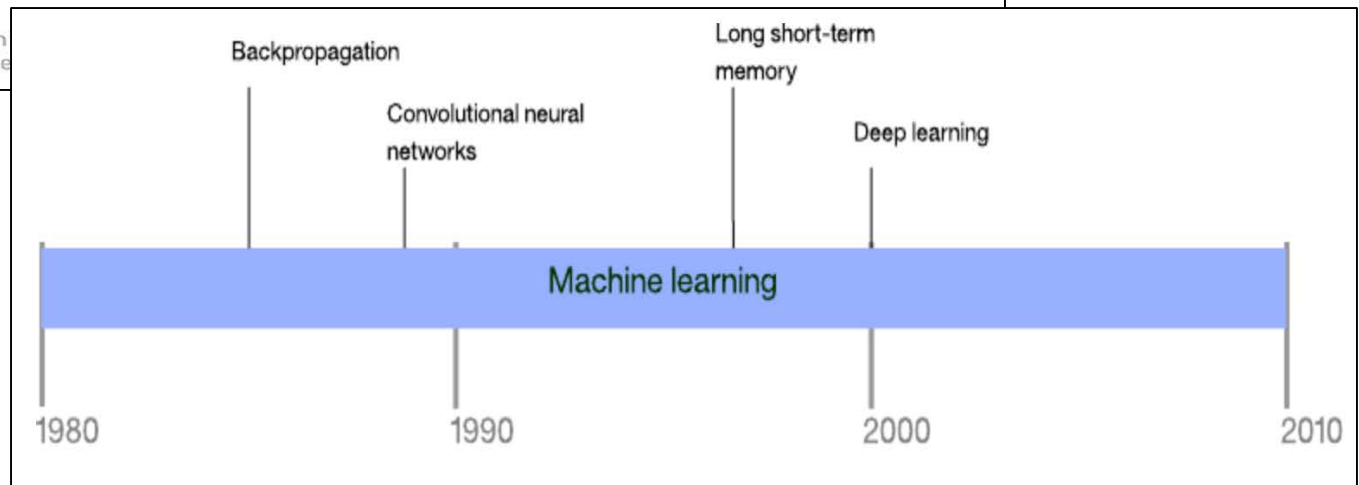 Backpropagation
Convolutional neural
networks
Long short-term
memory
Deep learning
Machine learning
1980
1990
2000
2010